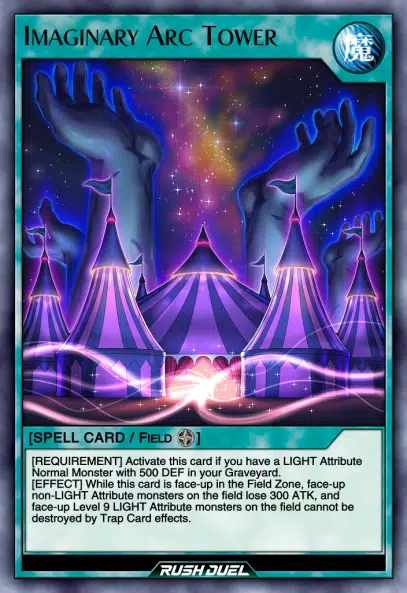 IMAGINARY ARC TOWER
魔
[SPELL CARD / FIELD ]
[REQUIREMENT] Activate this card if you have a LIGHT Attribute
Normal Monster with 500 DEF in your Graveyard.
[EFFECT] While this card is face-up in the Field Zone, face-up
non-LIGHT Attribute monsters on the field lose 300 ATK, and
face-up Level 9 LIGHT Attribute monsters on the field cannot be
destroyed by Trap Card effects.
RUSH DUEL